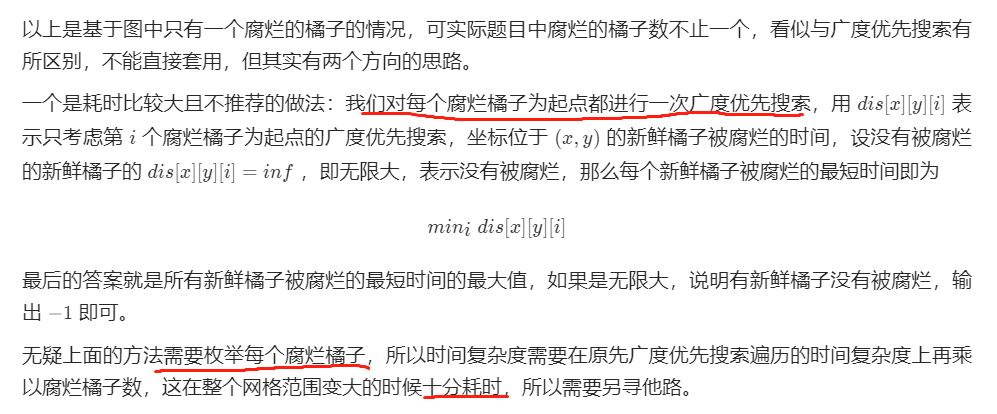 以上是基于图中只有一个腐烂的橘子的情况，可实际题目中腐烂的橘子数不止一个，看似与广度优先搜索有
所区别，不能直接套用，但其实有两个方向的思路。
一个是耗时比较大且不推荐的做法：我们对每个腐烂橘子为起点都进行一次广度优先搜索，用 dis[x][y][i] 表
示只考虑第 i 个腐烂橘子为起点的广度优先搜索，坐标位于 (x, y) 的新鲜橘子被腐烂的时间，设没有被腐烂
的新鲜橘子的 dis[x][y][i] = inf ，即无限大，表示没有被腐烂，那么每个新鲜橘子被腐烂的最短时间即为
min_i dis[x][y][i]
最后的答案就是所有新鲜橘子被腐烂的最短时间的最大值，如果是无限大，说明有新鲜橘子没有被腐烂，输
出 −1 即可。
无疑上面的方法需要枚举每个腐烂橘子，所以时间复杂度需要在原先广度优先搜索遍历的时间复杂度上再乘
以腐烂橘子数，这在整个网格范围变大的时候十分耗时，所以需要另寻他路。